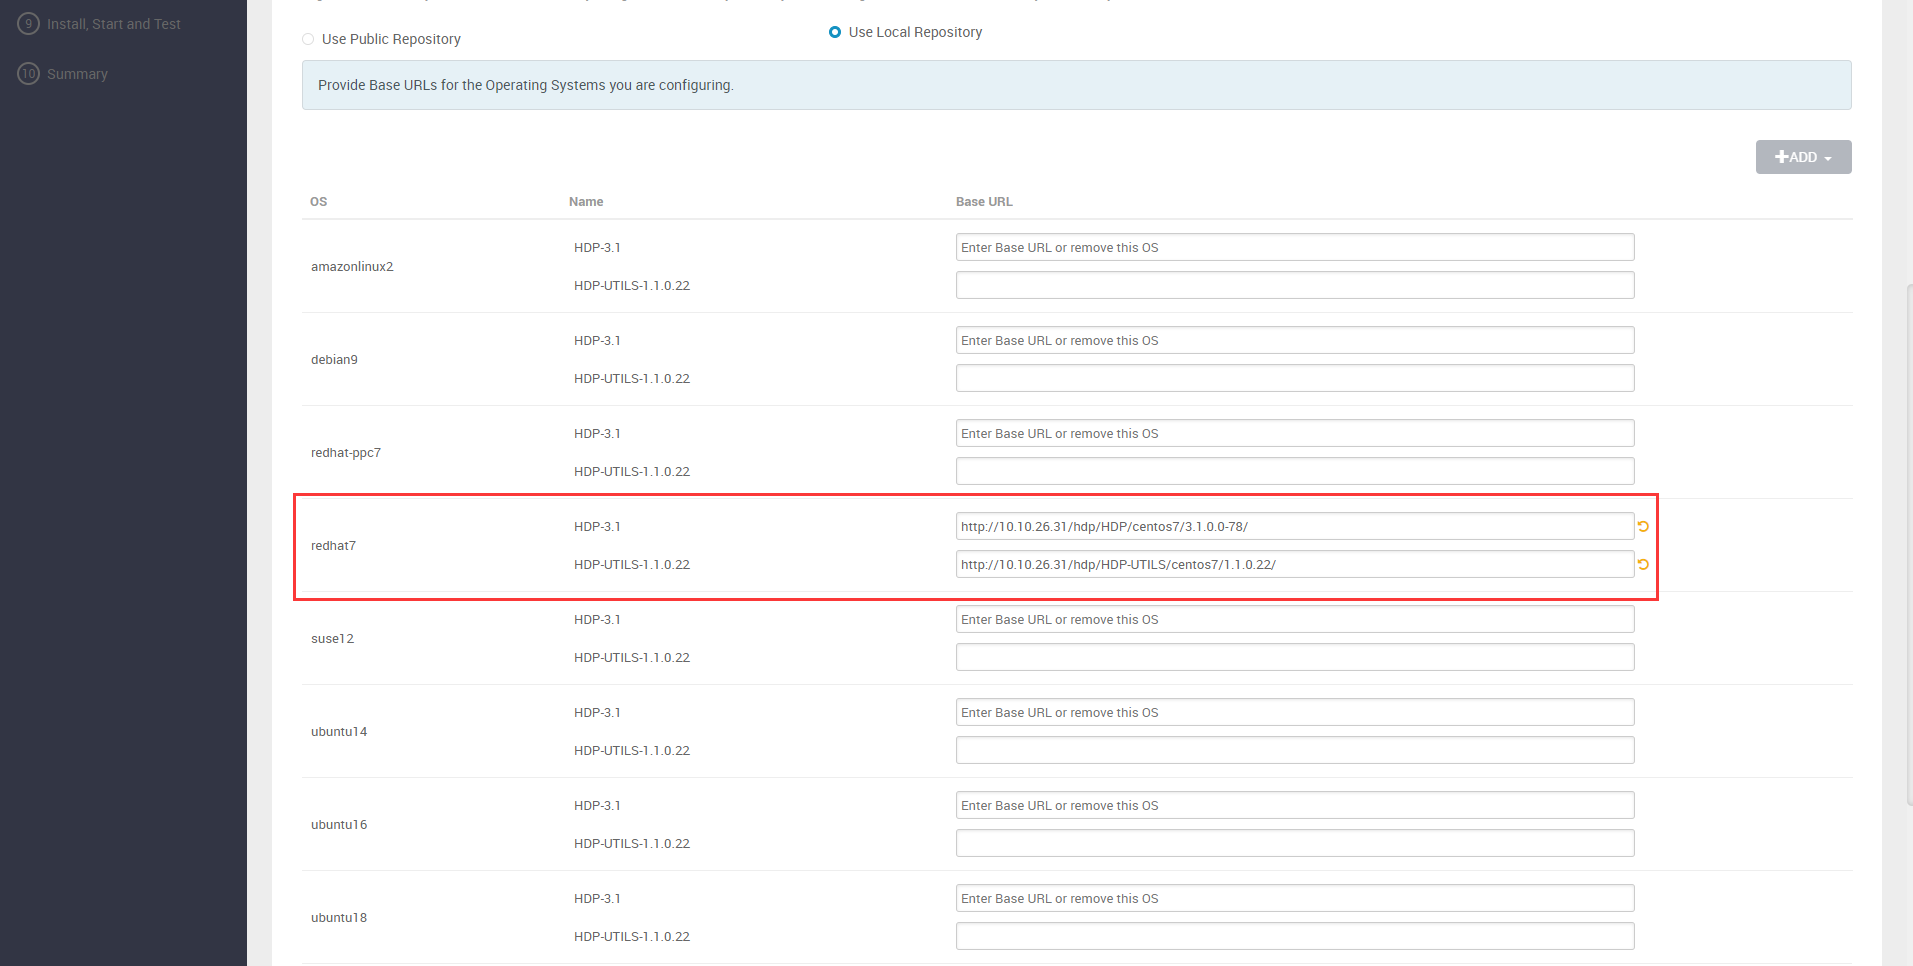 9 Install, Start and Test
10 Summary
Use Public Repository
Use Local Repository
Provide Base URLs for the Operating Systems you are configuring.
ADD
OS Name Base URL
amazonlinux2
HDP-3.1 Enter Base URL or remove this OS
HDP-UTILS-1.1.0.22
debian9
HDP-3.1 Enter Base URL or remove this OS
HDP-UTILS-1.1.0.22
redhat-ppc7
HDP-3.1 Enter Base URL or remove this OS
HDP-UTILS-1.1.0.22
redhat7
HDP-3.1 http://10.10.26.31/hdp/HDP/centos7/3.1.0.0-78/
HDP-UTILS-1.1.0.22 http://10.10.26.31/hdp/HDP-UTILS/centos7/1.1.0.22/
suse12
HDP-3.1 Enter Base URL or remove this OS
HDP-UTILS-1.1.0.22
ubuntu14
HDP-3.1 Enter Base URL or remove this OS
HDP-UTILS-1.1.0.22
ubuntu16
HDP-3.1 Enter Base URL or remove this OS
HDP-UTILS-1.1.0.22
ubuntu18
HDP-3.1 Enter Base URL or remove this OS
HDP-UTILS-1.1.0.22